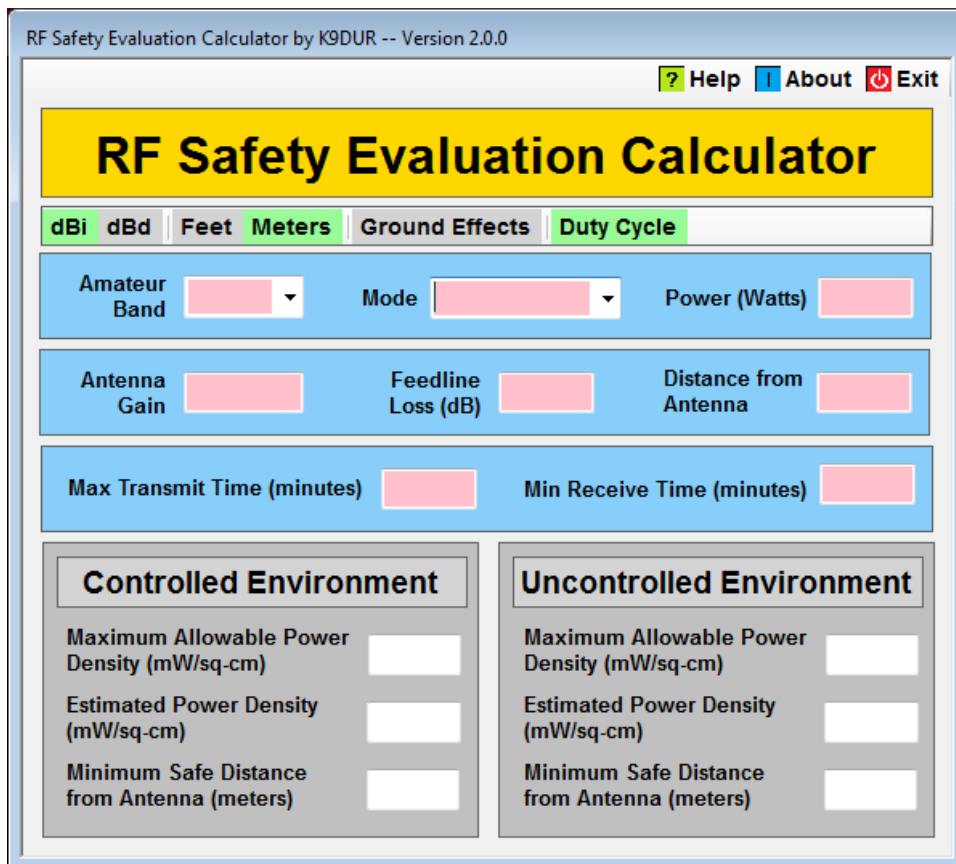 RF Safety Evaluation Calculator by K9DUR -- Version 2.0.0
? Help About Exit
RF Safety Evaluation Calculator
dBi dBd Feet Meters Ground Effects Duty Cycle
Amateur
Band
Mode
Power (Watts)
Antenna
Gain
Feedline
Loss (dB)
Distance from
Antenna
Max Transmit Time (minutes)
Min Receive Time (minutes)
Controlled Environment
Maximum Allowable Power
Density (mW/sq-cm)
Estimated Power Density
(mW/sq-cm)
Minimum Safe Distance
from Antenna (meters)
Uncontrolled Environment
Maximum Allowable Power
Density (mW/sq-cm)
Estimated Power Density
(mW/sq-cm)
Minimum Safe Distance
from Antenna (meters)